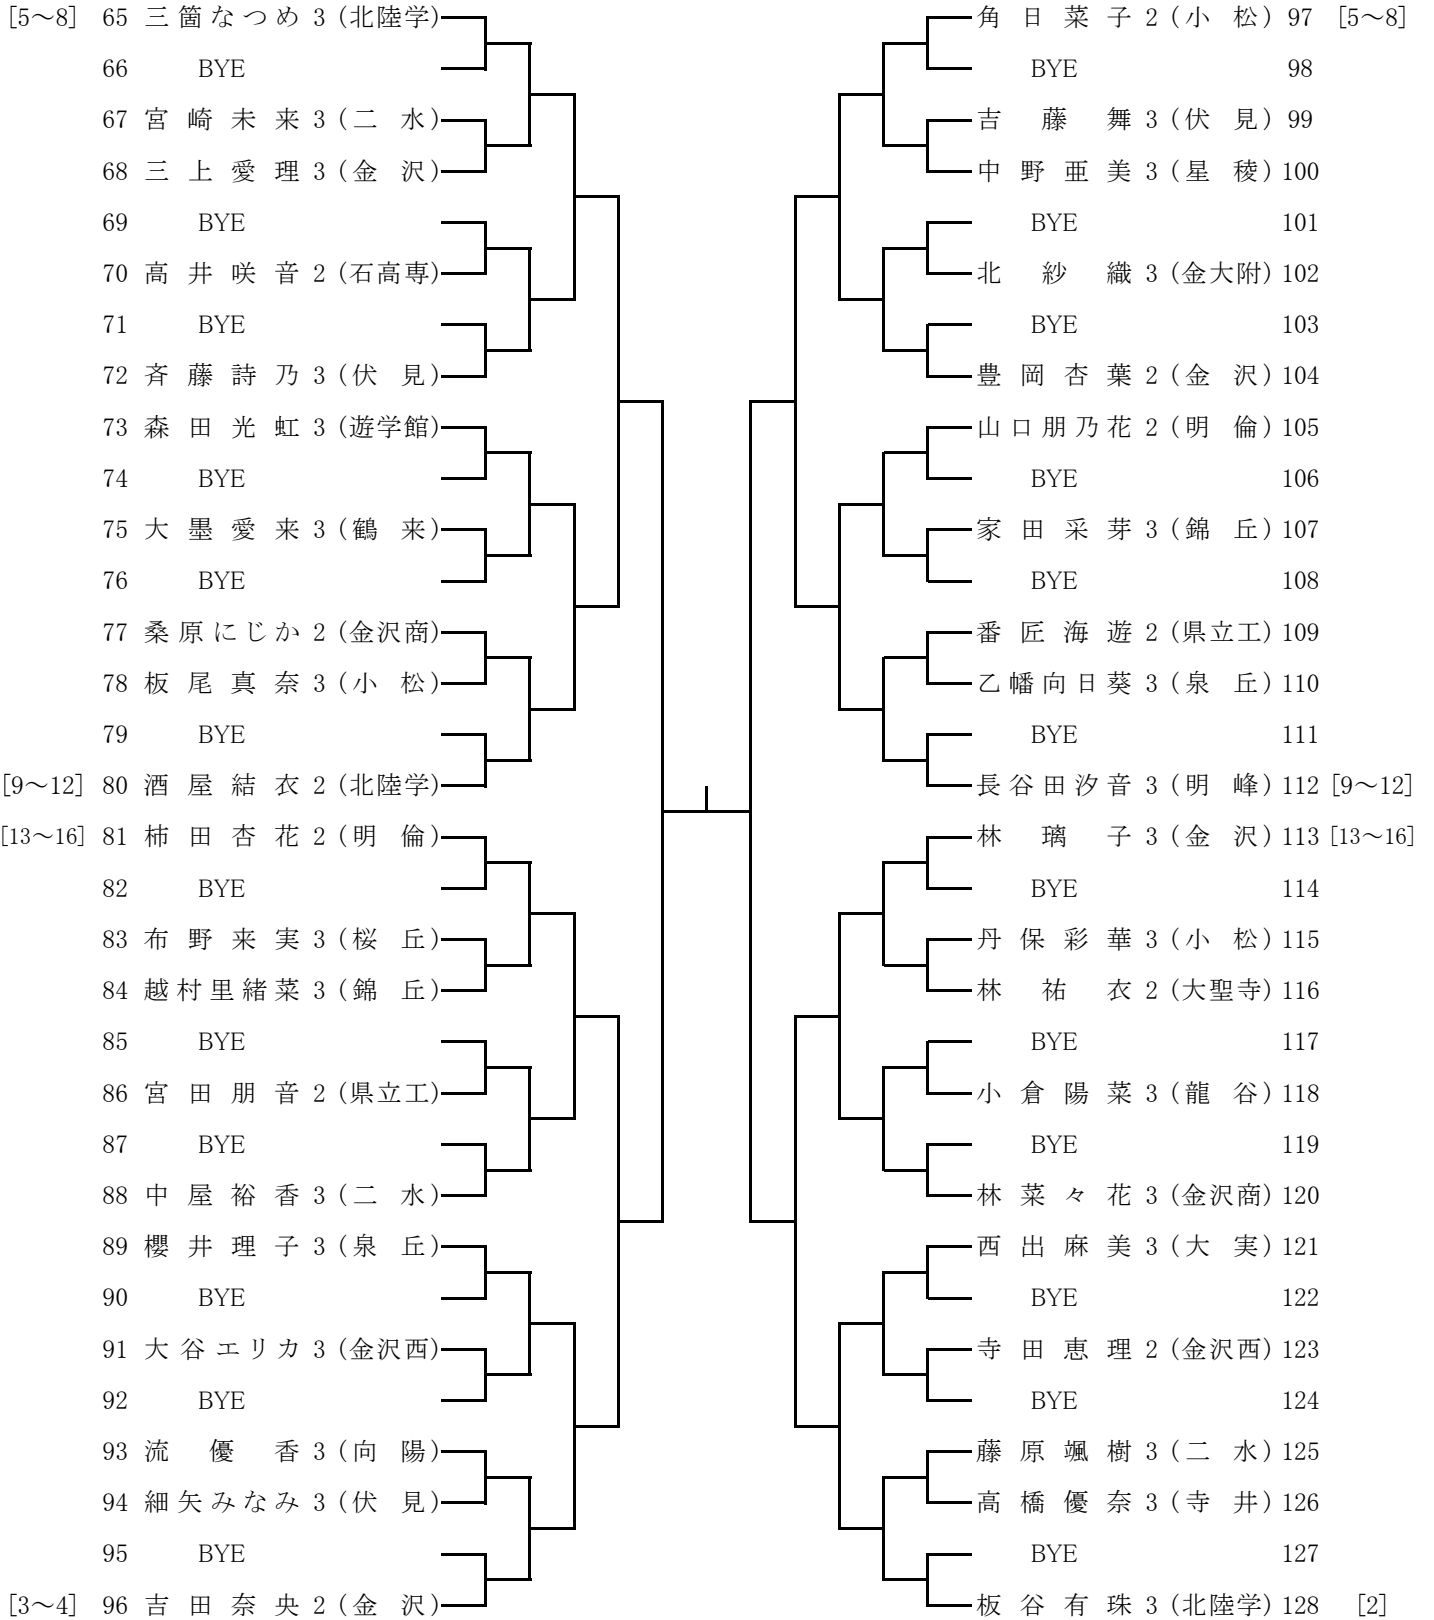 [5～8] 65 三箇なつめ 3 (北陸学)
66 BYE
67 宮崎未来 3 (二水)
68 三上愛理 3 (金沢)
69 BYE
70 高井咲音 2 (石高専)
71 BYE
72 斉藤詩乃 3 (伏見)
73 森田光虹 3 (遊学館)
74 BYE
75 大墨愛来 3 (鶴来)
76 BYE
77 桑原にじか 2 (金沢商)
78 板尾真奈 3 (小松)
79 BYE
[9～12] 80 酒屋結衣 2 (北陸学)
[13～16] 81 柿田杏花 2 (明倫)
82 BYE
83 布野来実 3 (桜丘)
84 越村里緒菜 3 (錦丘)
85 BYE
86 宮田朋音 2 (県立工)
87 BYE
88 中屋裕香 3 (二水)
89 櫻井理子 3 (泉丘)
90 BYE
91 大谷エリカ 3 (金沢西)
92 BYE
93 流優香 3 (向陽)
94 細矢みなみ 3 (伏見)
95 BYE
[3～4] 96 吉田奈央 2 (金沢)
角日菜子 2 (小松) 97 [5～8]
BYE 98
吉藤舞 3 (伏見) 99
中野亜美 3 (星稜) 100
BYE 101
北紗織 3 (金大附) 102
BYE 103
豊岡杏葉 2 (金沢) 104
山口朋乃花 2 (明倫) 105
BYE 106
家田采芽 3 (錦丘) 107
BYE 108
番匠海遊 2 (県立工) 109
乙幡向日葵 3 (泉丘) 110
BYE 111
長谷田汐音 3 (明峰) 112 [9～12]
林璃子 3 (金沢) 113 [13～16]
BYE 114
丹保彩華 3 (小松) 115
林祐衣 2 (大聖寺) 116
BYE 117
小倉陽菜 3 (龍谷) 118
BYE 119
林菜々花 3 (金沢商) 120
西出麻美 3 (大実) 121
BYE 122
寺田恵理 2 (金沢西) 123
BYE 124
藤原颯樹 3 (二水) 125
高橋優奈 3 (寺井) 126
BYE 127
板谷有珠 3 (北陸学) 128 [2]